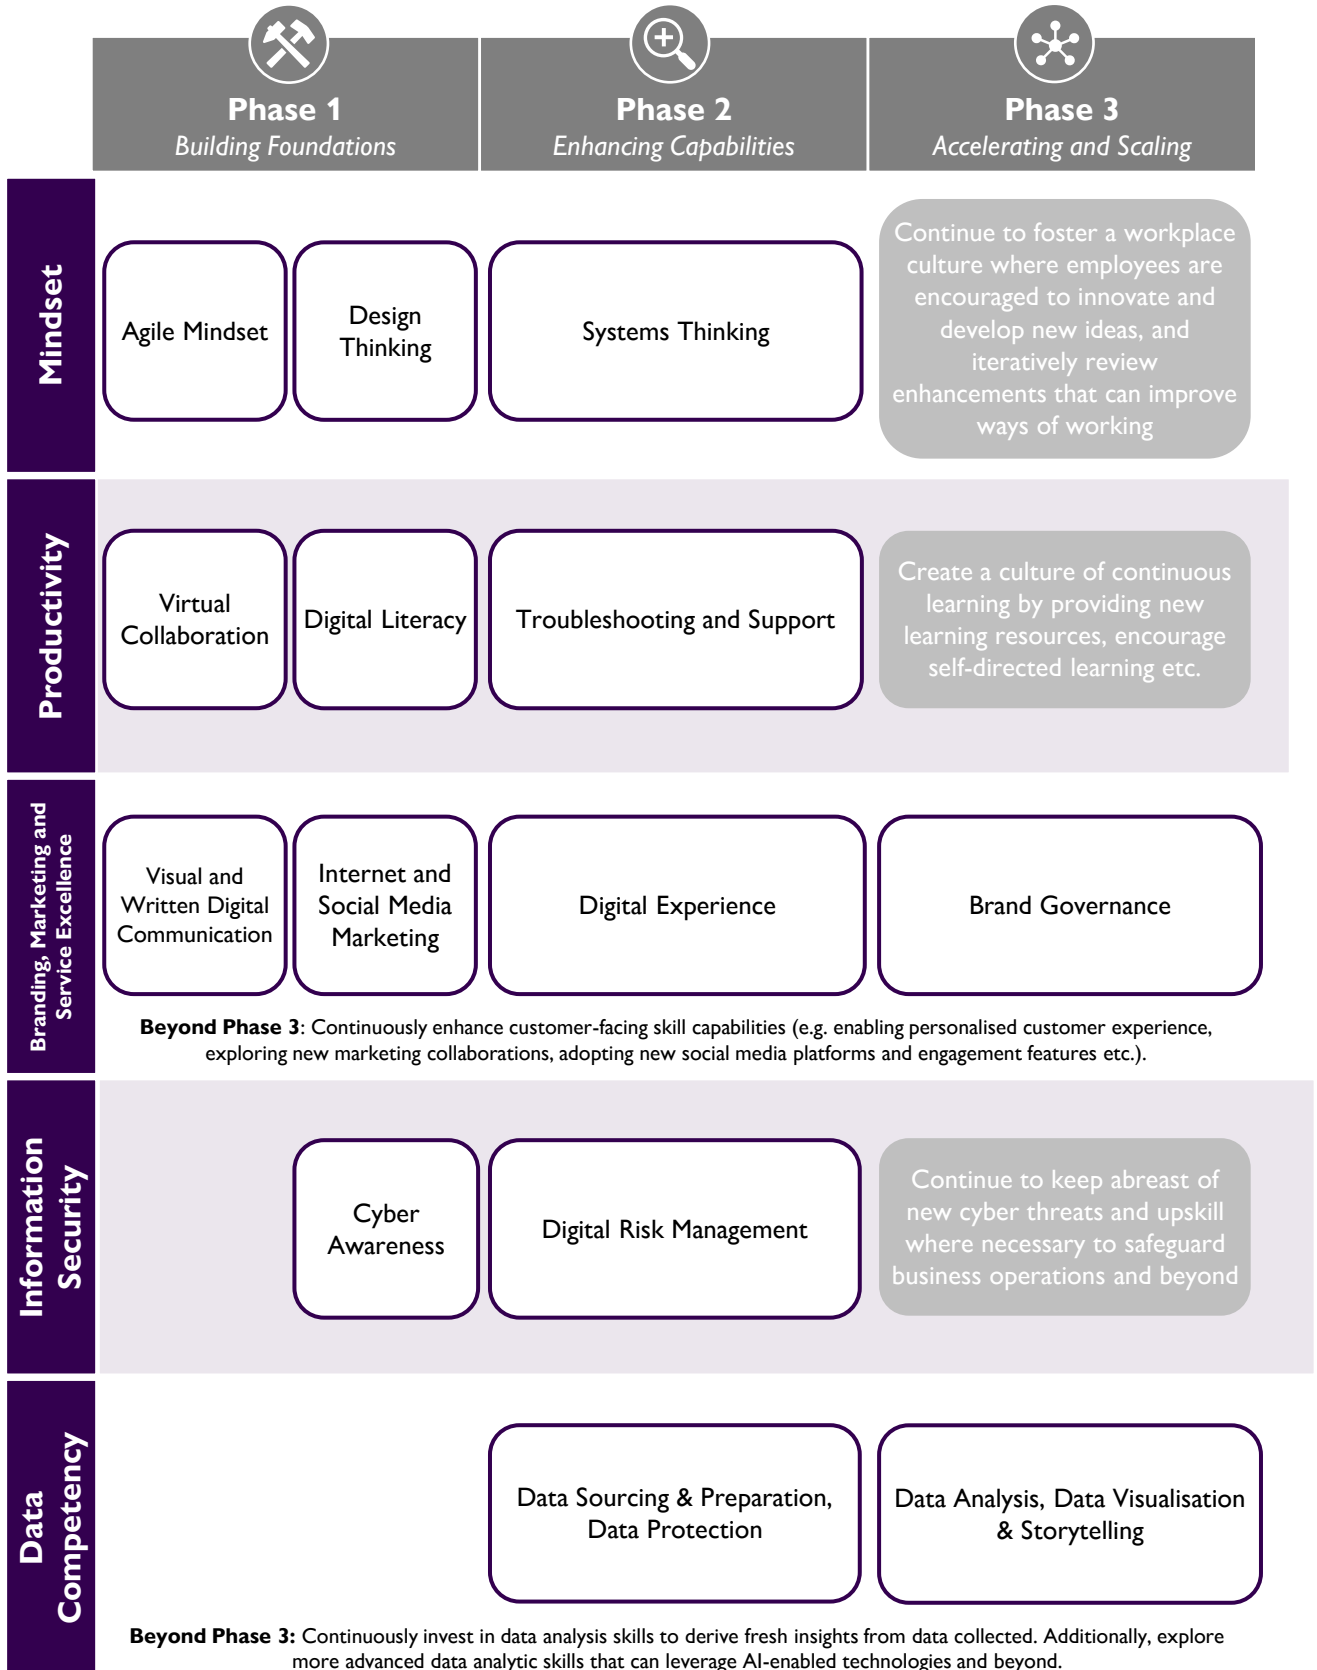 Phase 1
Building Foundations
Phase 2
Enhancing Capabilities
Phase 3
Accelerating and Scaling
Mindset
Agile Mindset
Design
Thinking
Systems Thinking
Continue to foster a workplace
culture where employees are
encouraged to innovate and
develop new ideas, and
iteratively review
enhancements that can improve
ways of working
Productivity
Virtual
Collaboration
Digital Literacy
Troubleshooting and Support
Create a culture of continuous
learning by providing new
learning resources, encourage
self-directed learning etc.
Branding, Marketing and
Service Excellence
Visual and
Written Digital
Communication
Internet and
Social Media
Marketing
Digital Experience
Brand Governance
Beyond Phase 3: Continuously enhance customer-facing skill capabilities (e.g. enabling personalised customer experience,
exploring new marketing collaborations, adopting new social media platforms and engagement features etc.).
Information
Security
Cyber
Awareness
Digital Risk Management
Continue to keep abreast of
new cyber threats and upskill
where necessary to safeguard
business operations and beyond
Data
Competency
Data Sourcing & Preparation,
Data Protection
Data Analysis, Data Visualisation
& Storytelling
Beyond Phase 3: Continuously invest in data analysis skills to derive fresh insights from data collected. Additionally, explore
more advanced data analytic skills that can leverage AI-enabled technologies and beyond.